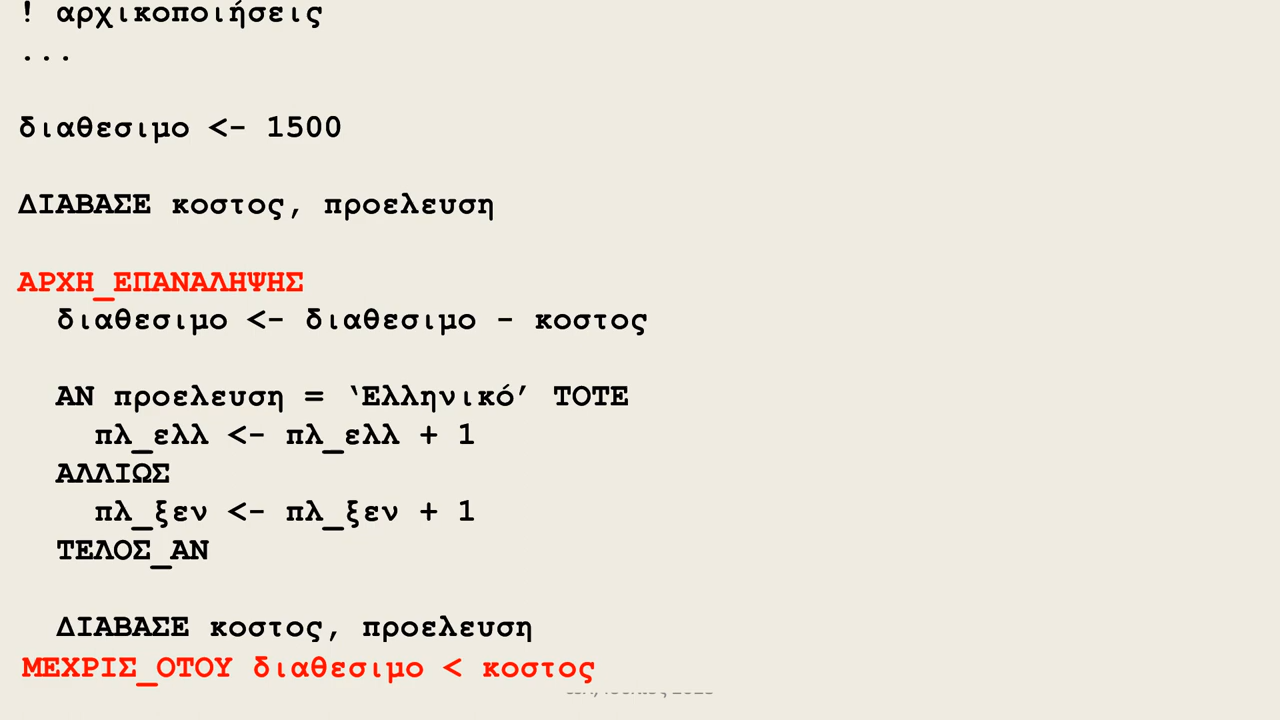 ! αρχικοποιήσεις
...
διαθεσιμο <- 1500
ΔΙΑΒΑΣΕ κοστος, προελευση
ΑΡΧΗ_ΕΠΑΝΑΛΗΨΗΣ
διαθεσιμο <- διαθεσιμο - κοστος
ΑΝ προελευση = ‘Ελληνικό’ ΤΟΤΕ
πλ_ελλ <- πλ_ελλ + 1
ΑΛΛΙΩΣ
πλ_ξεν <- πλ_ξεν + 1
ΤΕΛΟΣ_ΑΝ
ΔΙΑΒΑΣΕ κοστος, προελευση
ΜΕΧΡΙΣ_ΟΤΟΥ διαθεσιμο < κοστος